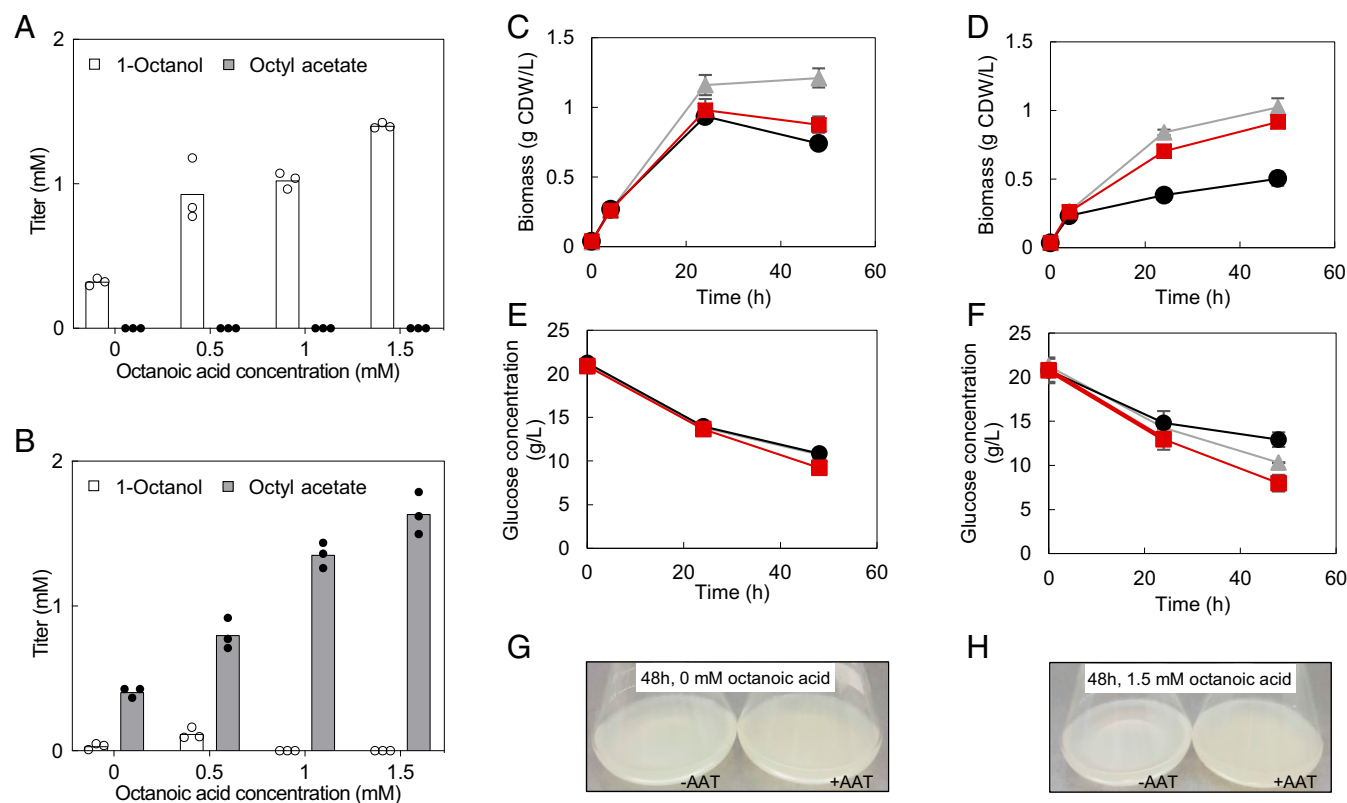 A
2
1-Octanol
Octyl acetate
Titer (mM)
1
0
0
0.5
1
1.5
Octanoic acid concentration (mM)
B
2
1-Octanol
Octyl acetate
Titer (mM)
1
0
0
0.5
1
1.5
Octanoic acid concentration (mM)
C
1.5
Biomass (g CDW/L)
1
0.5
0
0
20
40
60
Time (h)
D
1.5
Biomass (g CDW/L)
1
0.5
0
0
20
40
60
Time (h)
E
25
Glucose concentration
(g/L)
20
15
10
5
0
0
20
40
60
Time (h)
F
25
Glucose concentration
(g/L)
20
15
10
5
0
0
20
40
60
Time (h)
G
48h, 0 mM octanoic acid
-AAT
+AAT
H
48h, 1.5 mM octanoic acid
-AAT
+AAT